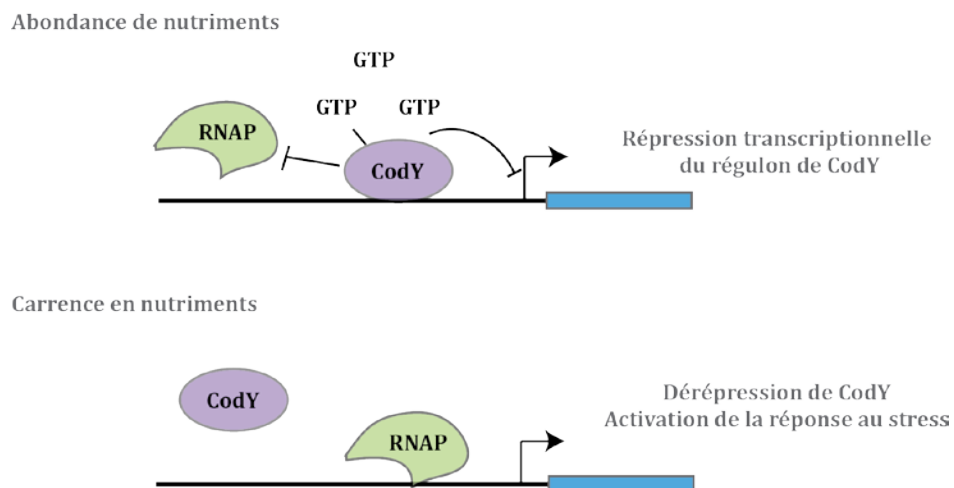 Abondance de nutriments
GTP
GTP GTP
RNAP
CodY
Répression transcriptionnelle
du régulon de CodY
Carrence en nutriments
CodY
RNAP
Dérépression de CodY
Activation de la réponse au stress